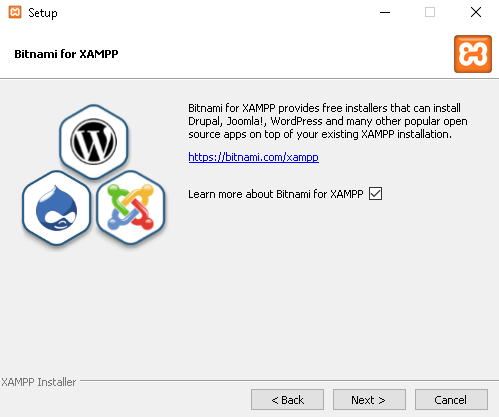 Setup
Bitnami for XAMPP
Bitnami for XAMPP provides free installers that can install
Drupal, Joomla!, WordPress and many other popular open
source apps on top of your existing XAMPP installation.
https://bitnami.com/xampp
Learn more about Bitnami for XAMPP
XAMPP Installer
< Back
Next >
Cancel